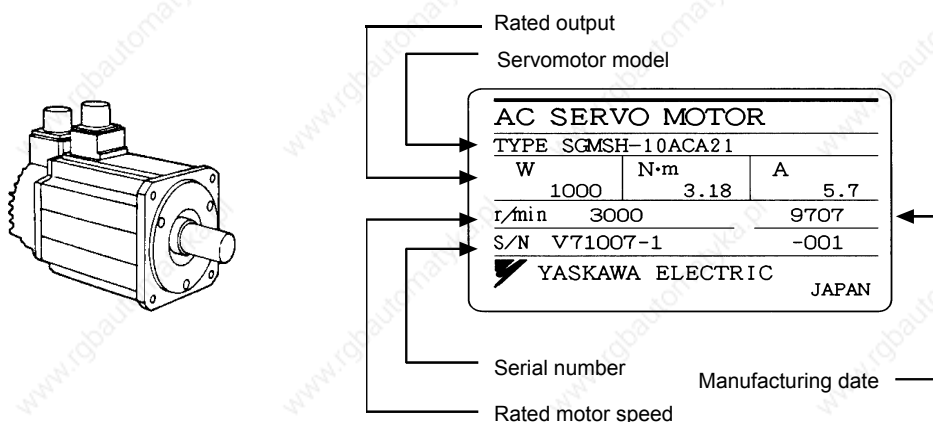 Rated output
Servomotor model
AC SERVO MOTOR
TYPE SGMSH-10ACA21
W N·m A
1000 3.18 5.7
r/min 3000 9707
S/N V71007-1 -001
YASKAWA ELECTRIC
JAPAN
Serial number
Manufacturing date
Rated motor speed